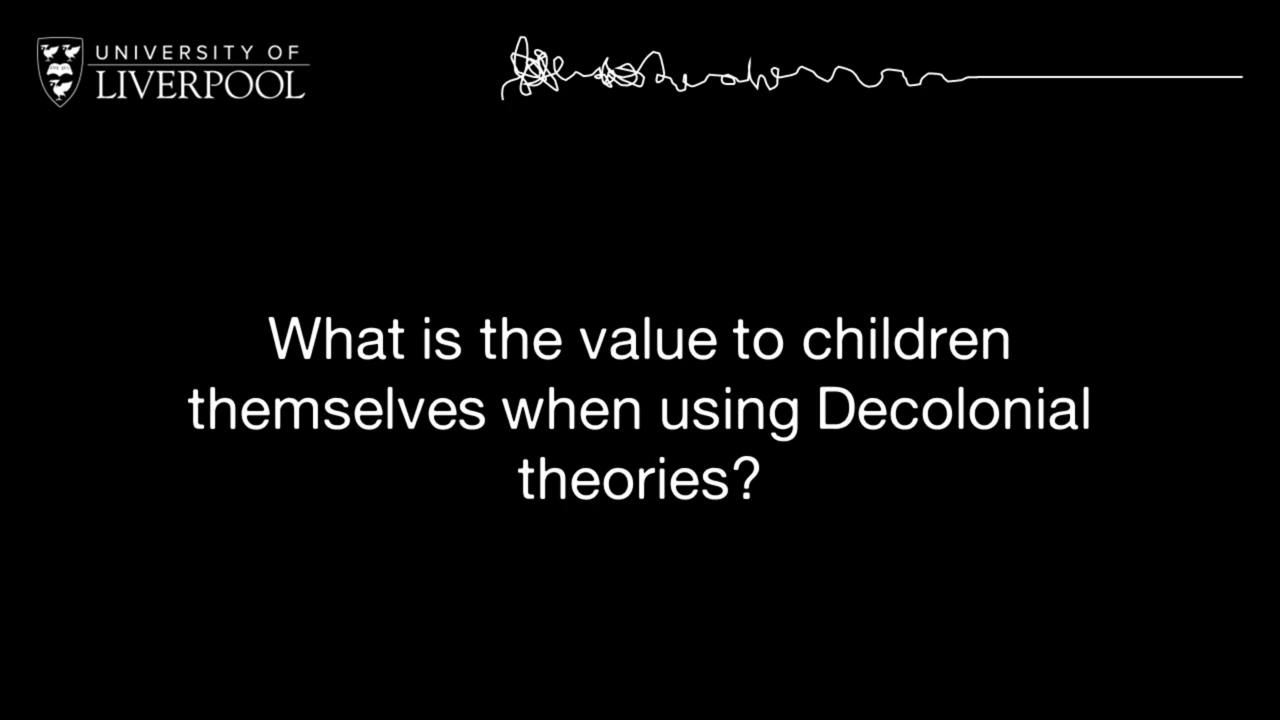 UNIVERSITY OF
LIVERPOOL
What is the value to children
themselves when using Decolonial
theories?